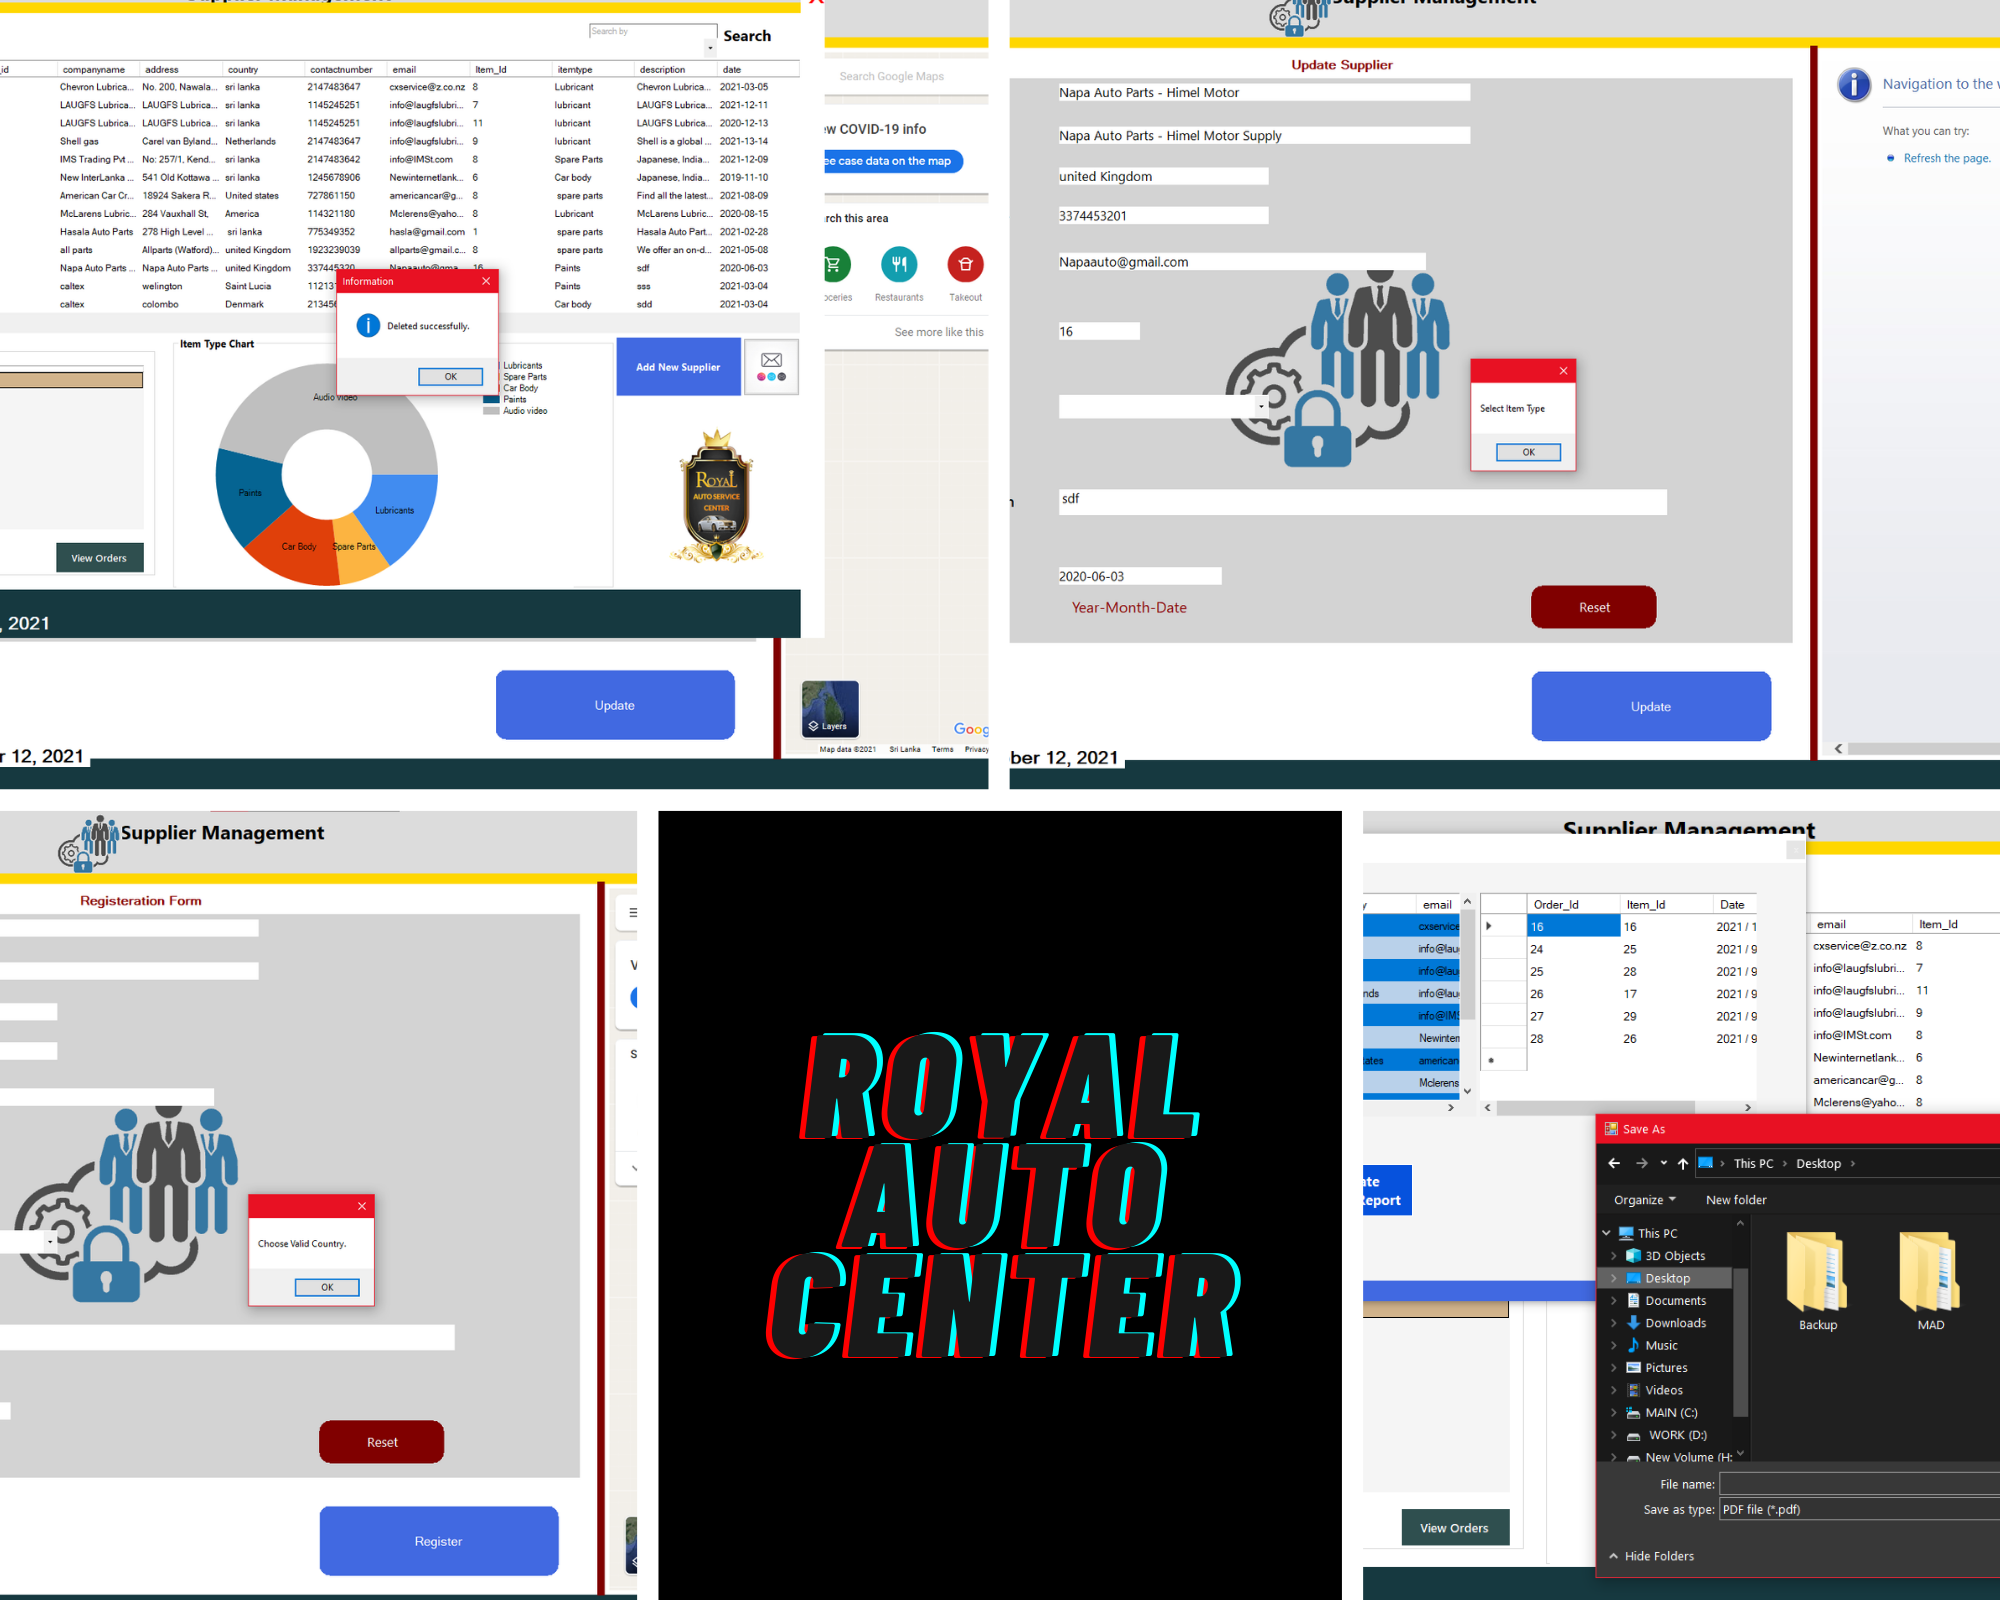 Search by
Search
_id companyname address country contactnumber email Item_Id itemtype description date
Chevron Lubrica... No. 200, Nawala... sri lanka 2147483647 cxservice@z.co.nz 8 Lubricant Chevron Lubrica... 2021-03-05
LAUGFS Lubrica... LAUGFS Lubrica... sri lanka 1145245251 info@laugfslubri... 7 lubricant LAUGFS Lubrica... 2021-12-11
LAUGFS Lubrica... LAUGFS Lubrica... sri lanka 1145245251 info@laugfslubri... 11 lubricant LAUGFS Lubrica... 2020-12-13
Shell gas Carel van Byland... Netherlands 2147483647 info@laugfslubri... 9 lubricant Shell is a global ... 2021-13-14
IMS Trading Pvt ... No: 257/1, Kend... sri lanka 2147483642 info@IMSt.com 8 Spare Parts Japanese, India... 2021-12-09
New InterLanka ... 541 Old Kottawa ... sri lanka 1245678906 Newinternetlank... 6 Car body Japanese, India... 2019-11-10
American Car Cr... 18924 Sakera R... United states 727861150 americancar@g... 8 spare parts Find all the latest... 2021-08-09
McLarens Lubric... 284 Vauxhall St, America 114321180 Mclerens@yaho... 8 Lubricant McLarens Lubric... 2020-08-15
Hasala Auto Parts 278 High Level ... sri lanka 775349352 hasla@gmail.com 1 spare parts Hasala Auto Part... 2021-02-28
all parts Allparts (Watford)... united Kingdom 1923239039 allparts@gmail.c... 8 spare parts We offer an on-d... 2021-05-08
Napa Auto Parts ... Napa Auto Parts ... united Kingdom 337445320 Napaauto@gma... 16 Paints sdf 2020-06-03
caltex welington Saint Lucia 11213 Paints sss 2021-03-04
caltex colombo Denmark 21345 Car body sdd 2021-03-04
Information
Deleted successfully.
OK
Item Type Chart
Audio video
Paints
Car Body
Spare Parts
Lubricants
Lubricants
Spare Parts
Car Body
Paints
Audio video
Add New Supplier
ROYAL
AUTO SERVICE
CENTER
View Orders
, 2021
Update
r 12, 2021
Search Google Maps
ew COVID-19 info
ee case data on the map
rch this area
ceries Restaurants Takeout
See more like this
Layers
Goog
Map data ©2021 Sri Lanka Terms Privacy
Supplier Management
Update Supplier
Napa Auto Parts - Himel Motor
Napa Auto Parts - Himel Motor Supply
united Kingdom
3374453201
Napaauto@gmail.com
16
Select Item Type
OK
sdf
2020-06-03
Year-Month-Date
Reset
Update
ber 12, 2021
Navigation to the w
What you can try:
Refresh the page.
Supplier Management
Registeration Form
Choose Valid Country.
OK
Reset
Register
ROYAL
AUTO
CENTER
Supplier Management
y email
cxservice
info@lau
info@lau
nds info@lau
info@IMS
Newintern
tates american
Mclerens
Order_Id Item_Id Date
16 16 2021 / 1
24 25 2021 / 9
25 28 2021 / 9
26 17 2021 / 9
27 29 2021 / 9
28 26 2021 / 9
email Item_Id
cxservice@z.co.nz 8
info@laugfslubri... 7
info@laugfslubri... 11
info@laugfslubri... 9
info@IMSt.com 8
Newinternetlank... 6
americancar@g... 8
Mclerens@yaho... 8
ate
Report
View Orders
Save As
This PC > Desktop >
Organize New folder
This PC
3D Objects
Desktop
Documents
Downloads
Music
Pictures
Videos
MAIN (C:)
WORK (D:)
New Volume (H:
Backup MAD
File name:
Save as type: PDF file (*.pdf)
Hide Folders